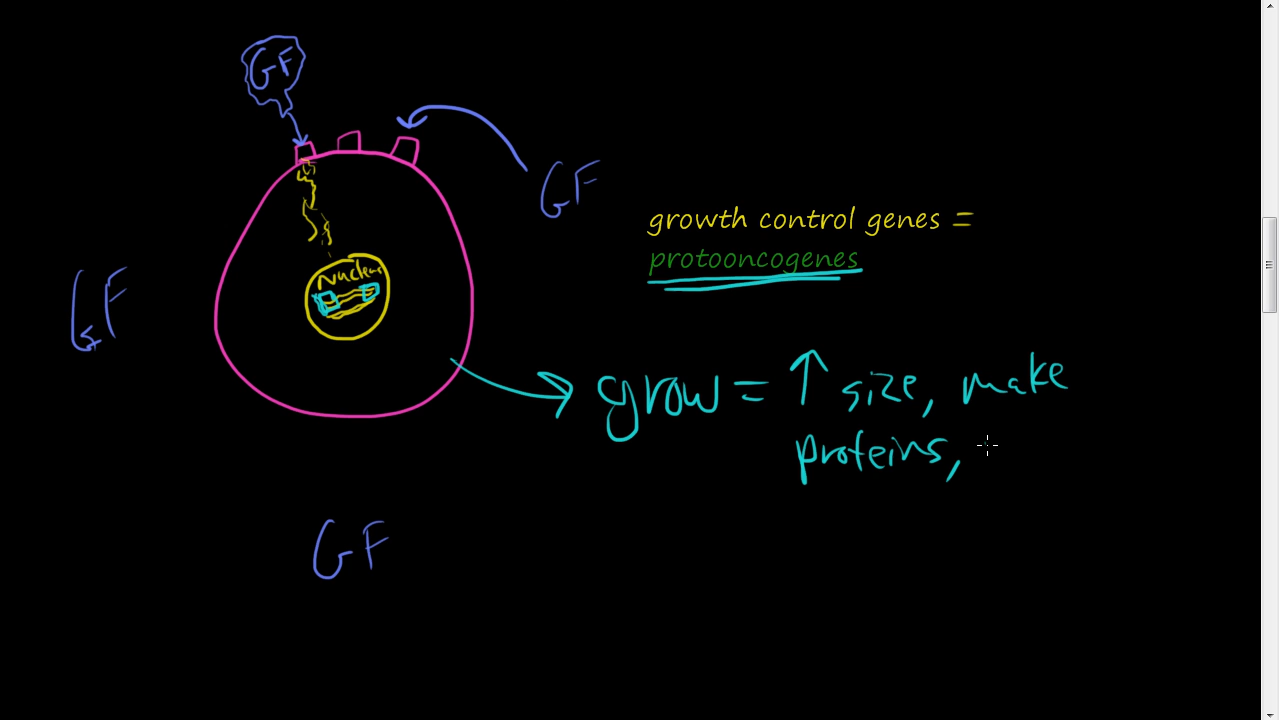 GF
GF
growth control genes =
protooncogenes
Nucleus
GF
grow = ↑ size, make
proteins,
GF